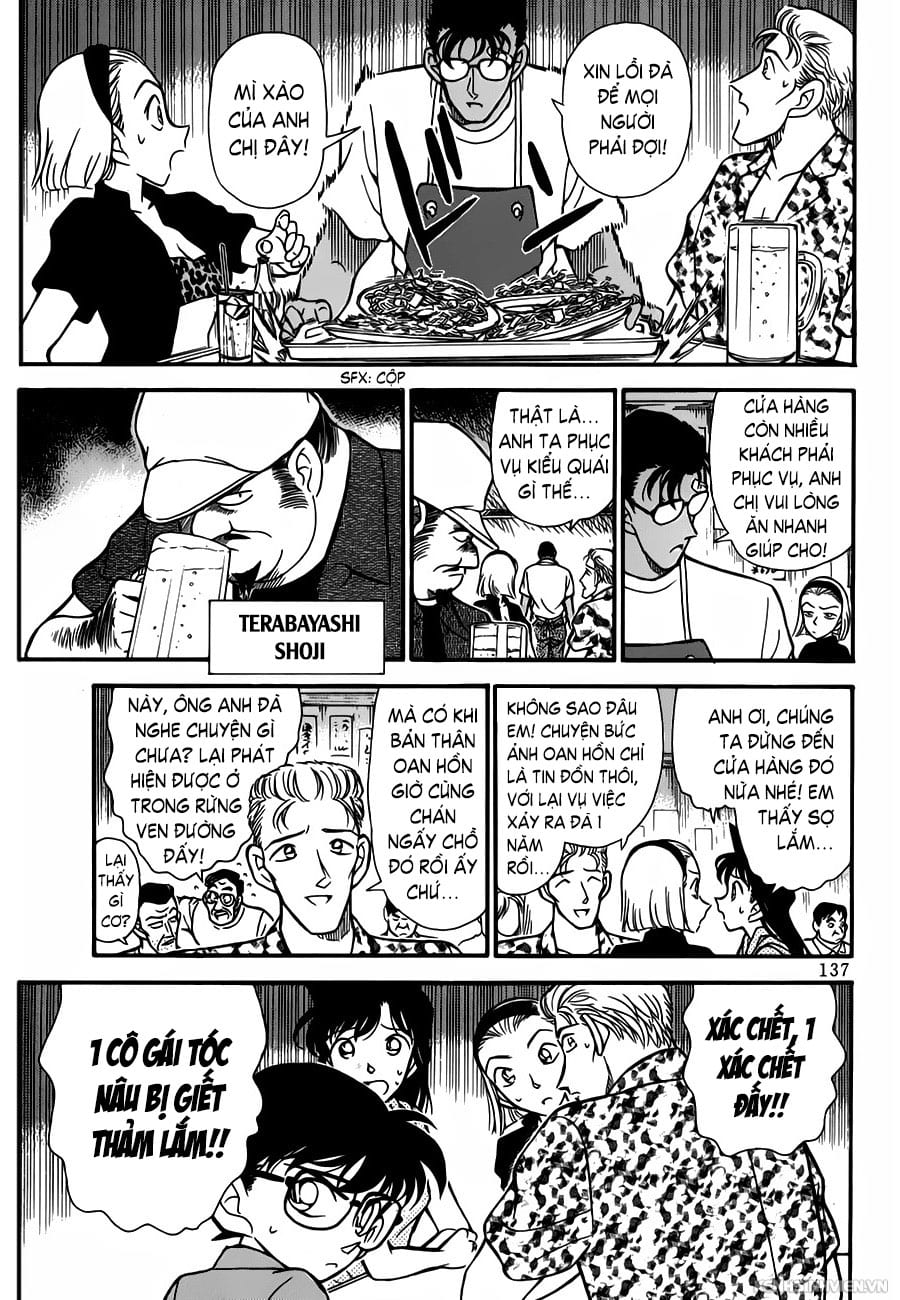 XIN LỖI ĐÃ
ĐỂ MỌI
NGƯỜI
PHẢI ĐỢI!
MÌ XÀO
CỦA ANH
CHỊ ĐÂY!
SFX: CỘP
CỬA HÀNG
CÒN NHIỀU
KHÁCH PHẢI
PHỤC VỤ, ANH
CHỊ VUI LÒNG
ĂN NHANH
GIÚP CHO!
THẬT LÀ...
ANH TA PHỤC
VỤ KIỂU QUÁI
GÌ THẾ...
TERABAYASHI
SHOJI
ANH ƠI, CHÚNG
TA ĐỪNG ĐẾN
CỬA HÀNG ĐÓ
NỮA NHÉ! EM
THẤY SỢ
LẮM...
KHÔNG SAO ĐÂU
EM! CHUYỆN BỨC
ẢNH OAN HỒN CHỈ
LÀ TIN ĐỒN THÔI,
VỚI LẠI VỤ VIỆC
XẢY RA ĐÃ 1
NĂM
RỒI...
MÀ CÓ KHI
BẢN THÂN
OAN HỒN
GIỜ CŨNG
CHÁN
NGẤY CHỖ
ĐÓ RỒI ẤY
CHỨ...
NÀY, ÔNG ANH ĐÃ
NGHE CHUYỆN GÌ
CHƯA? LẠI PHÁT
HIỆN ĐƯỢC Ở
TRONG RỪNG
VEN ĐƯỜNG
ĐẤY!
LẠI
THẤY
GÌ
CƠ?
137
XÁC CHẾT, 1
XÁC CHẾT
ĐẤY!!
1 CÔ GÁI TÓC
NÂU BỊ GIẾT
THẢM LẮM!!